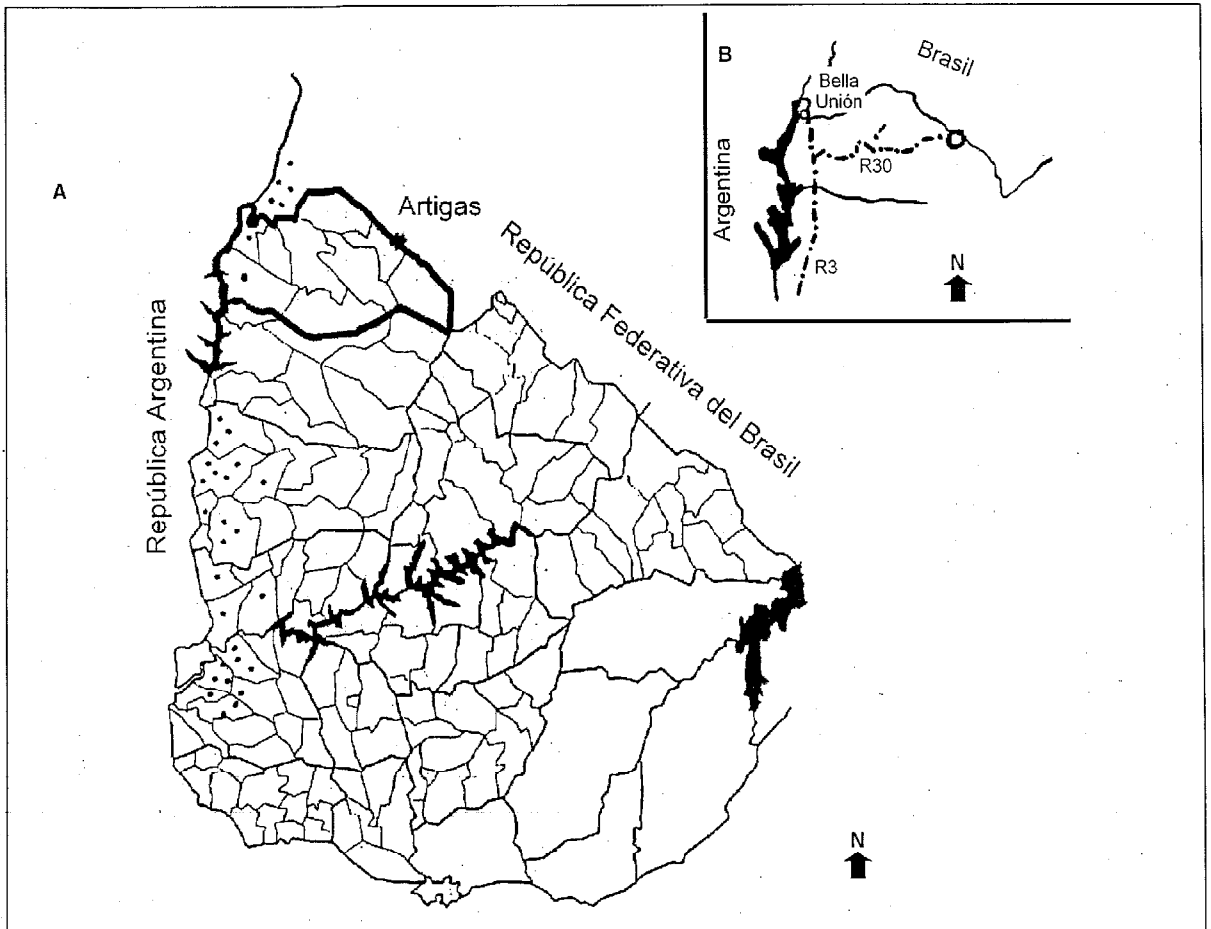 A
Artigas
República Argentina
República Federativa del Brasil
N
B
Brasil
Bella
Unión
Argentina
R30
R3
N